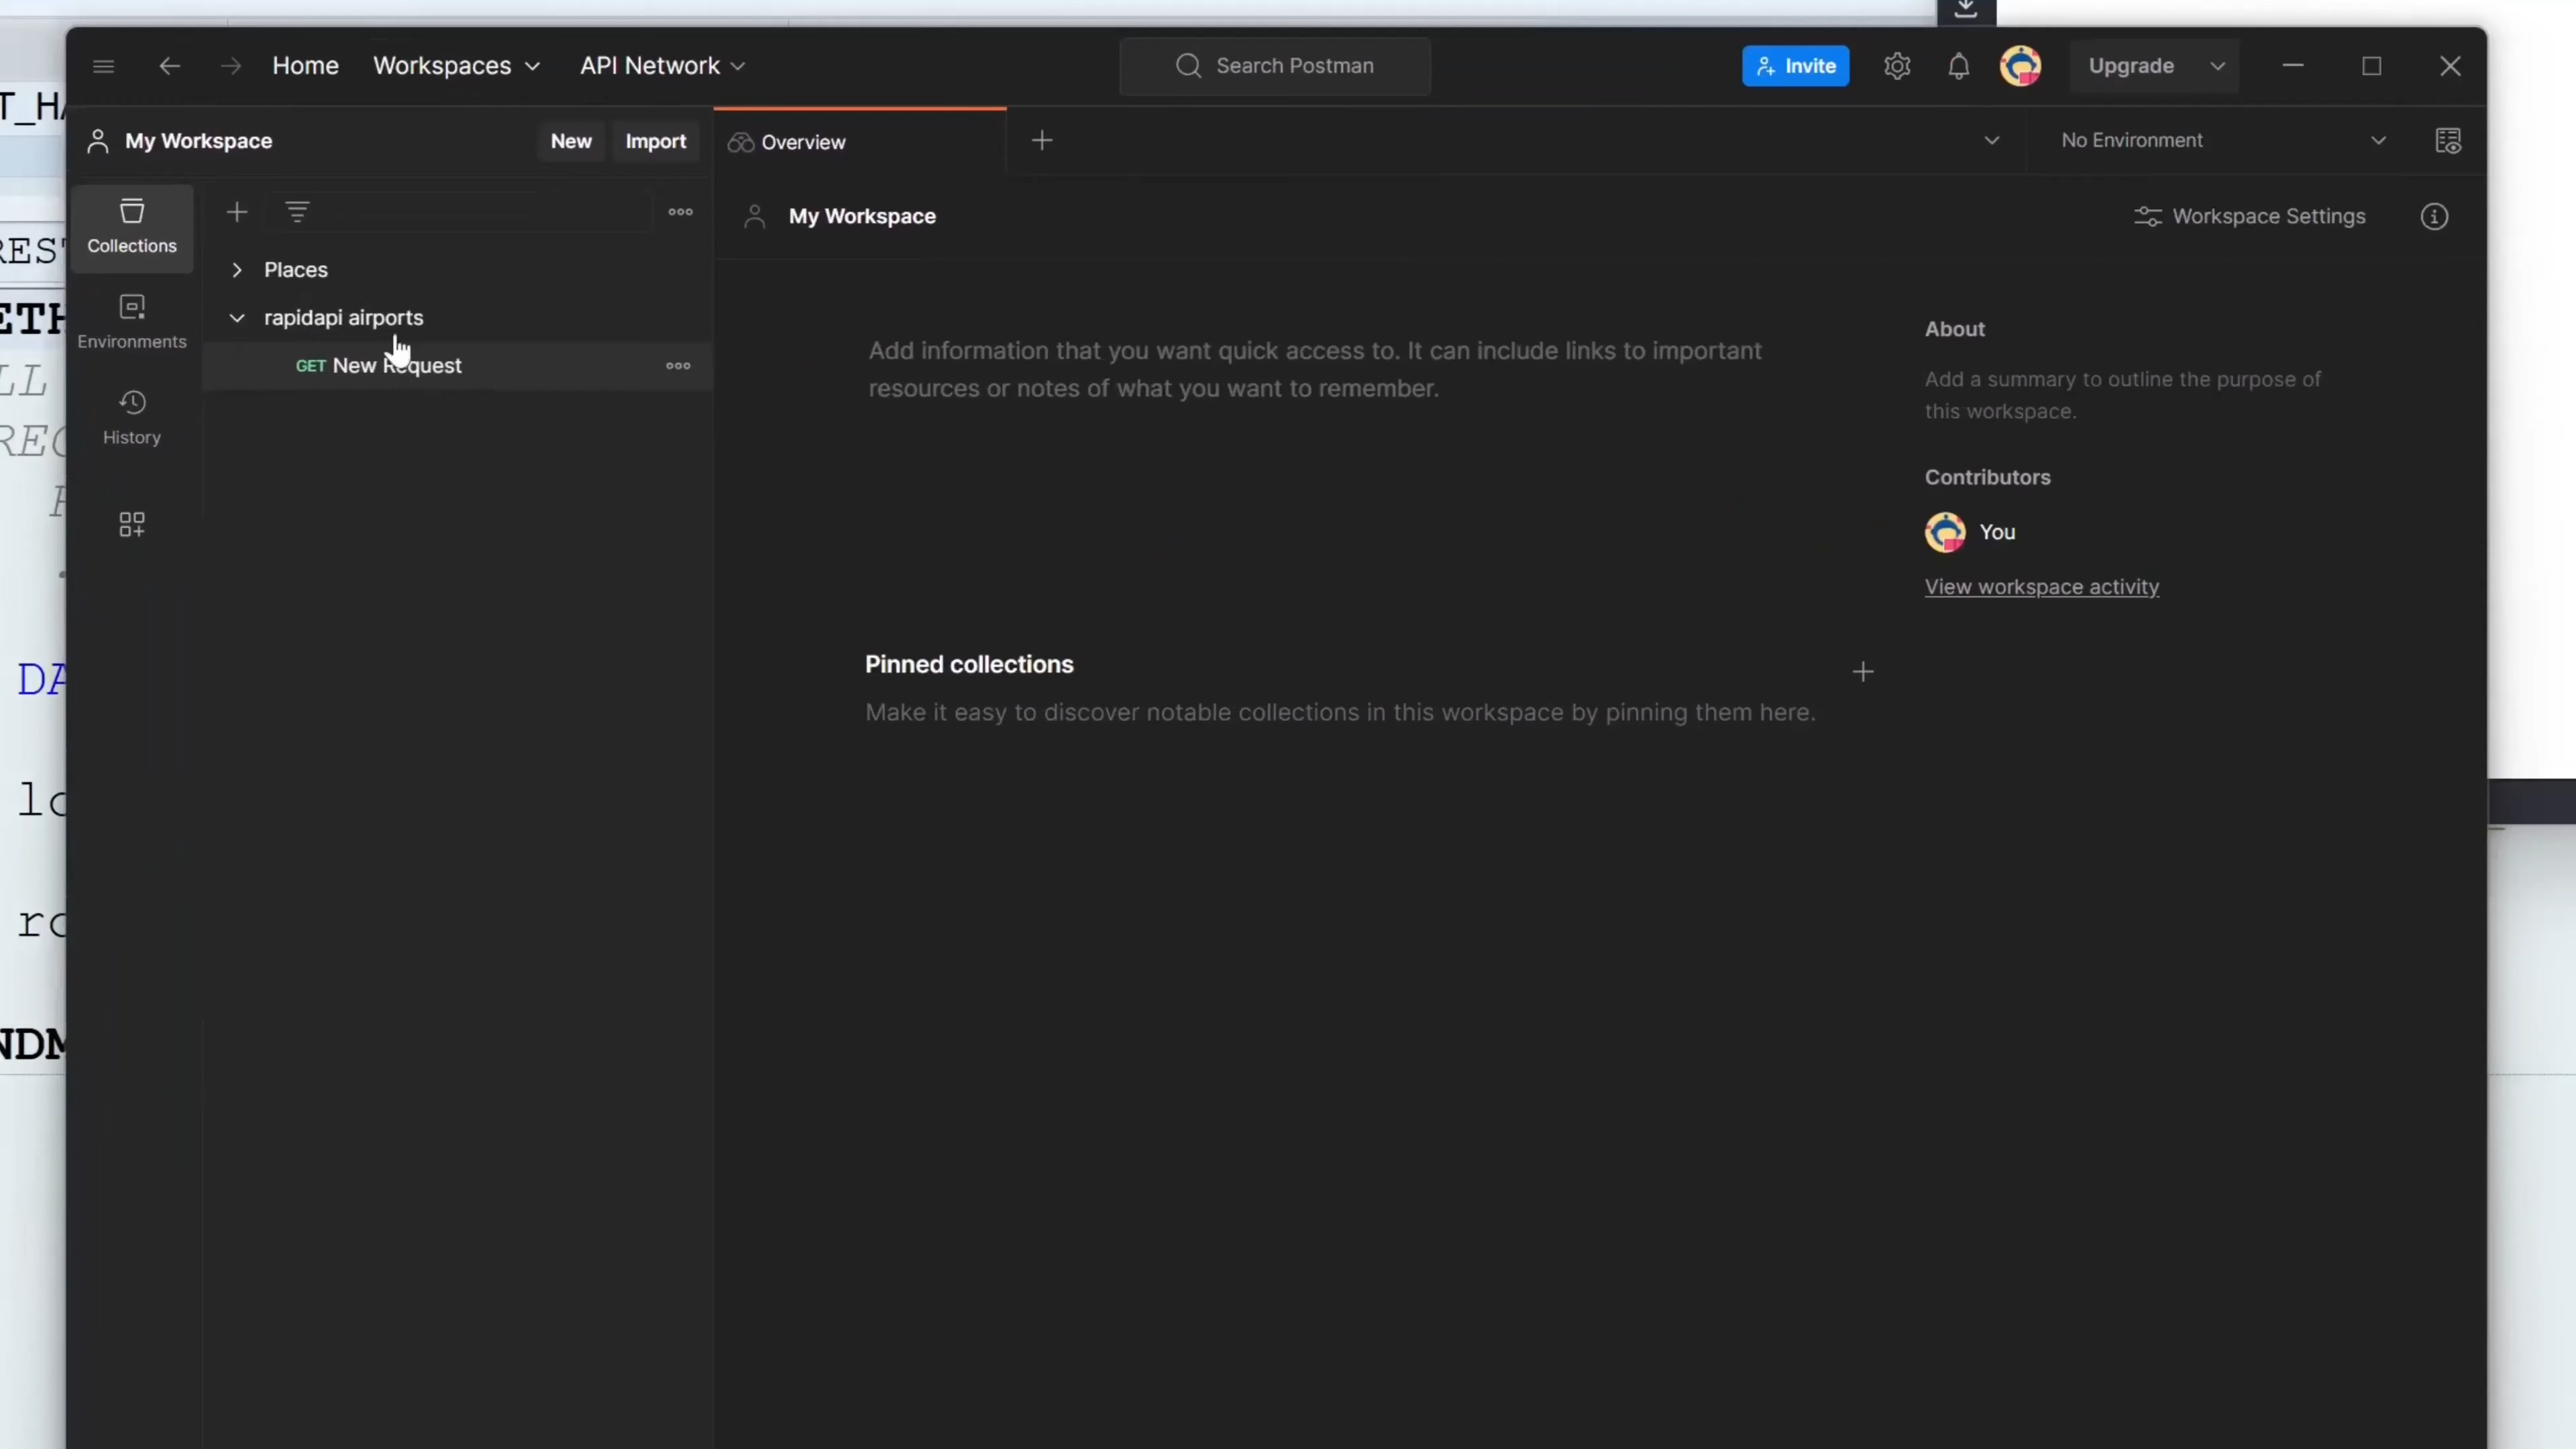 Home
Workspaces
API Network
Search Postman
Invite
Upgrade
My Workspace
New
Import
Overview
No Environment
Collections
Environments
History
Places
rapidapi airports
GET New Request
My Workspace
Workspace Settings
Add information that you want quick access to. It can include links to important
resources or notes of what you want to remember.
About
Add a summary to outline the purpose of
this workspace.
Contributors
You
View workspace activity
Pinned collections
Make it easy to discover notable collections in this workspace by pinning them here.